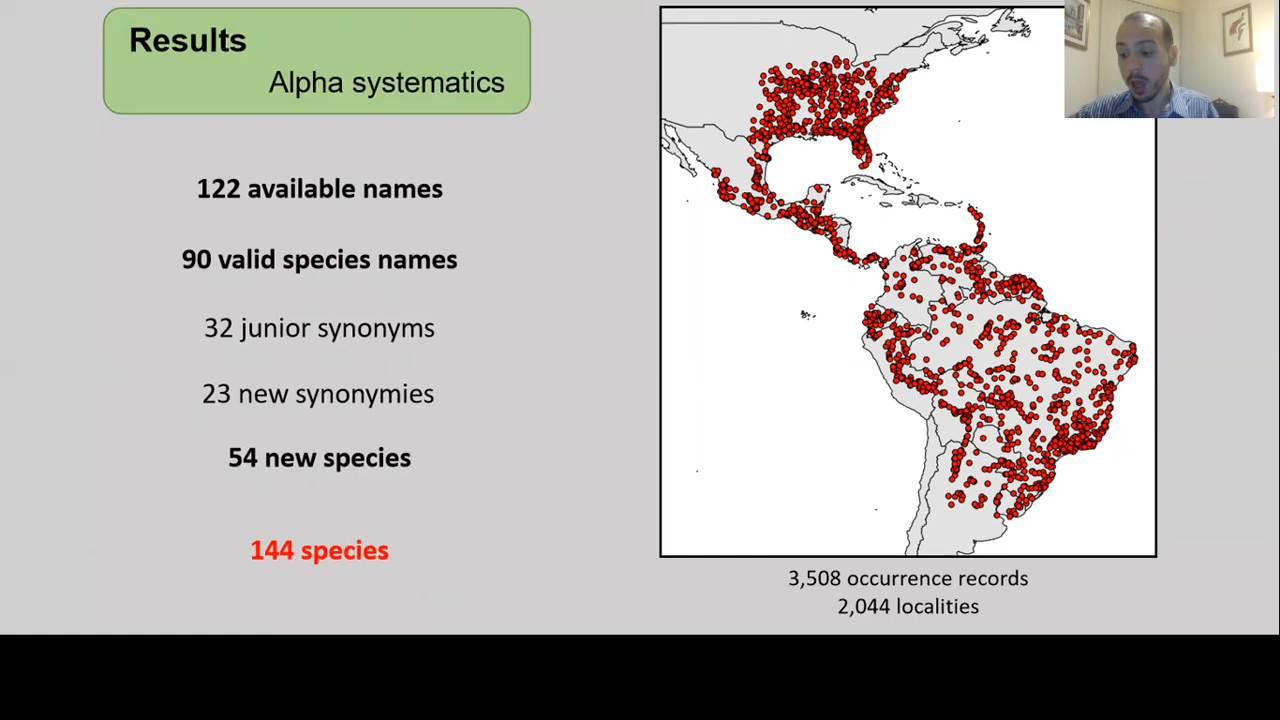 Results
Alpha systematics
122 available names
90 valid species names
32 junior synonyms
23 new synonymies
54 new species
144 species
3,508 occurrence records
2,044 localities